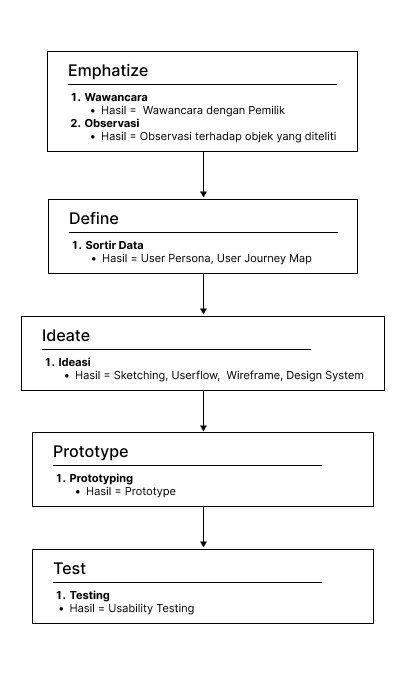 Emphatize
1. Wawancara
• Hasil = Wawancara dengan Pemilik
2. Observasi
• Hasil = Observasi terhadap objek yang diteliti
Define
1. Sortir Data
• Hasil = User Persona, User Journey Map
Ideate
1. Ideasi
• Hasil = Sketching, Userflow, Wireframe, Design System
Prototype
1. Prototyping
• Hasil = Prototype
Test
1. Testing
• Hasil = Usability Testing